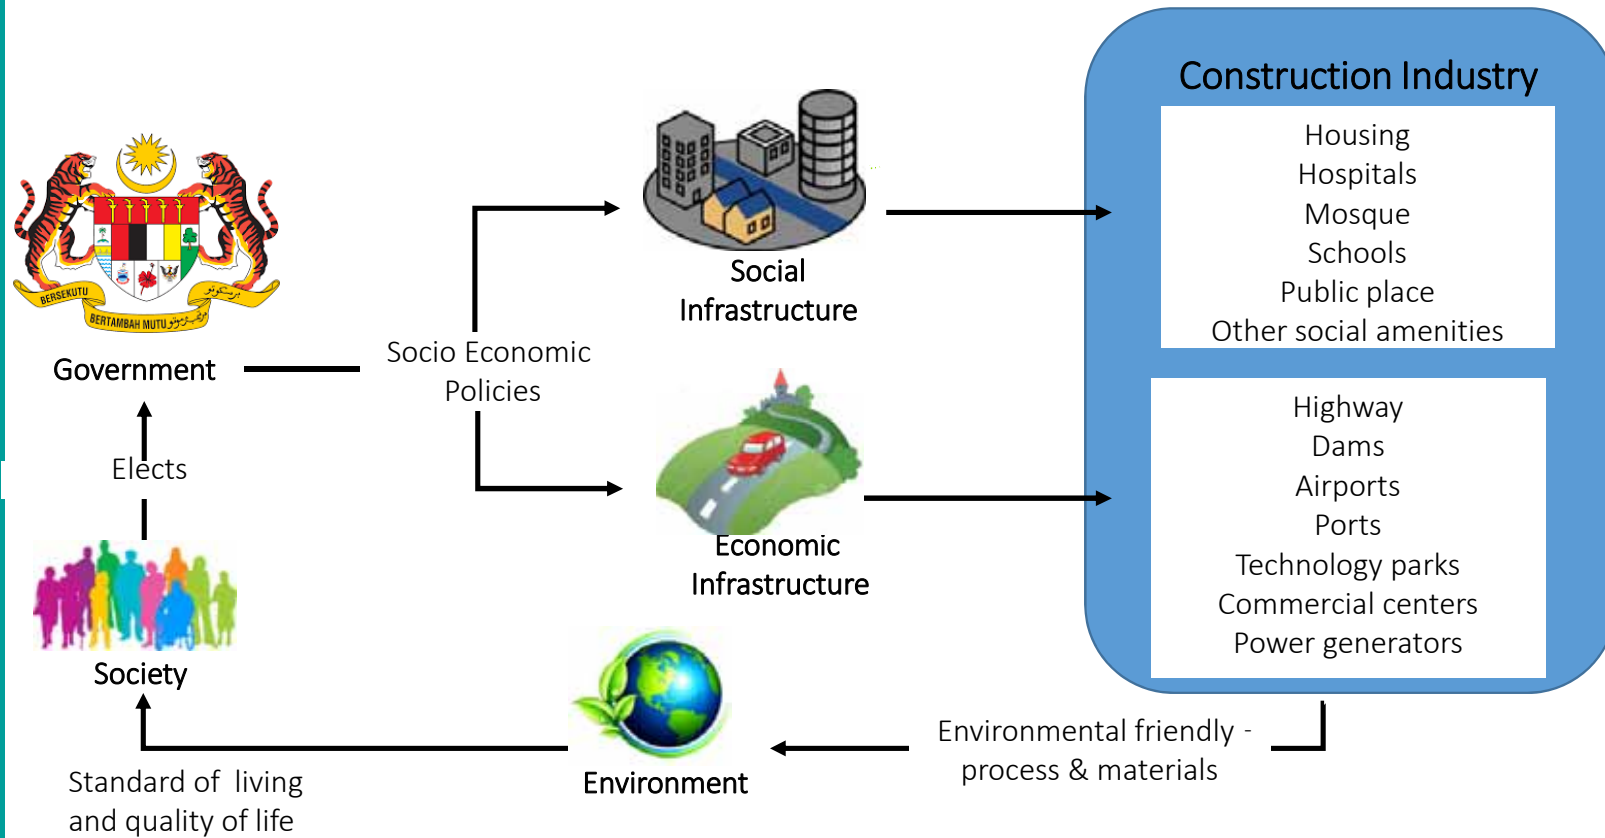 Construction Industry
Housing
Hospitals
Mosque
Schools
Public place
Other social amenities
BERSEKUTU
BERTAMBAH MUTU
Social
Infrastructure
Government
Socio Economic
Policies
Highway
Dams
Airports
Ports
Technology parks
Commercial centers
Power generators
Elects
Economic
Infrastructure
Society
Environmental friendly -
process & materials
Environment
Standard of  living
and quality of life